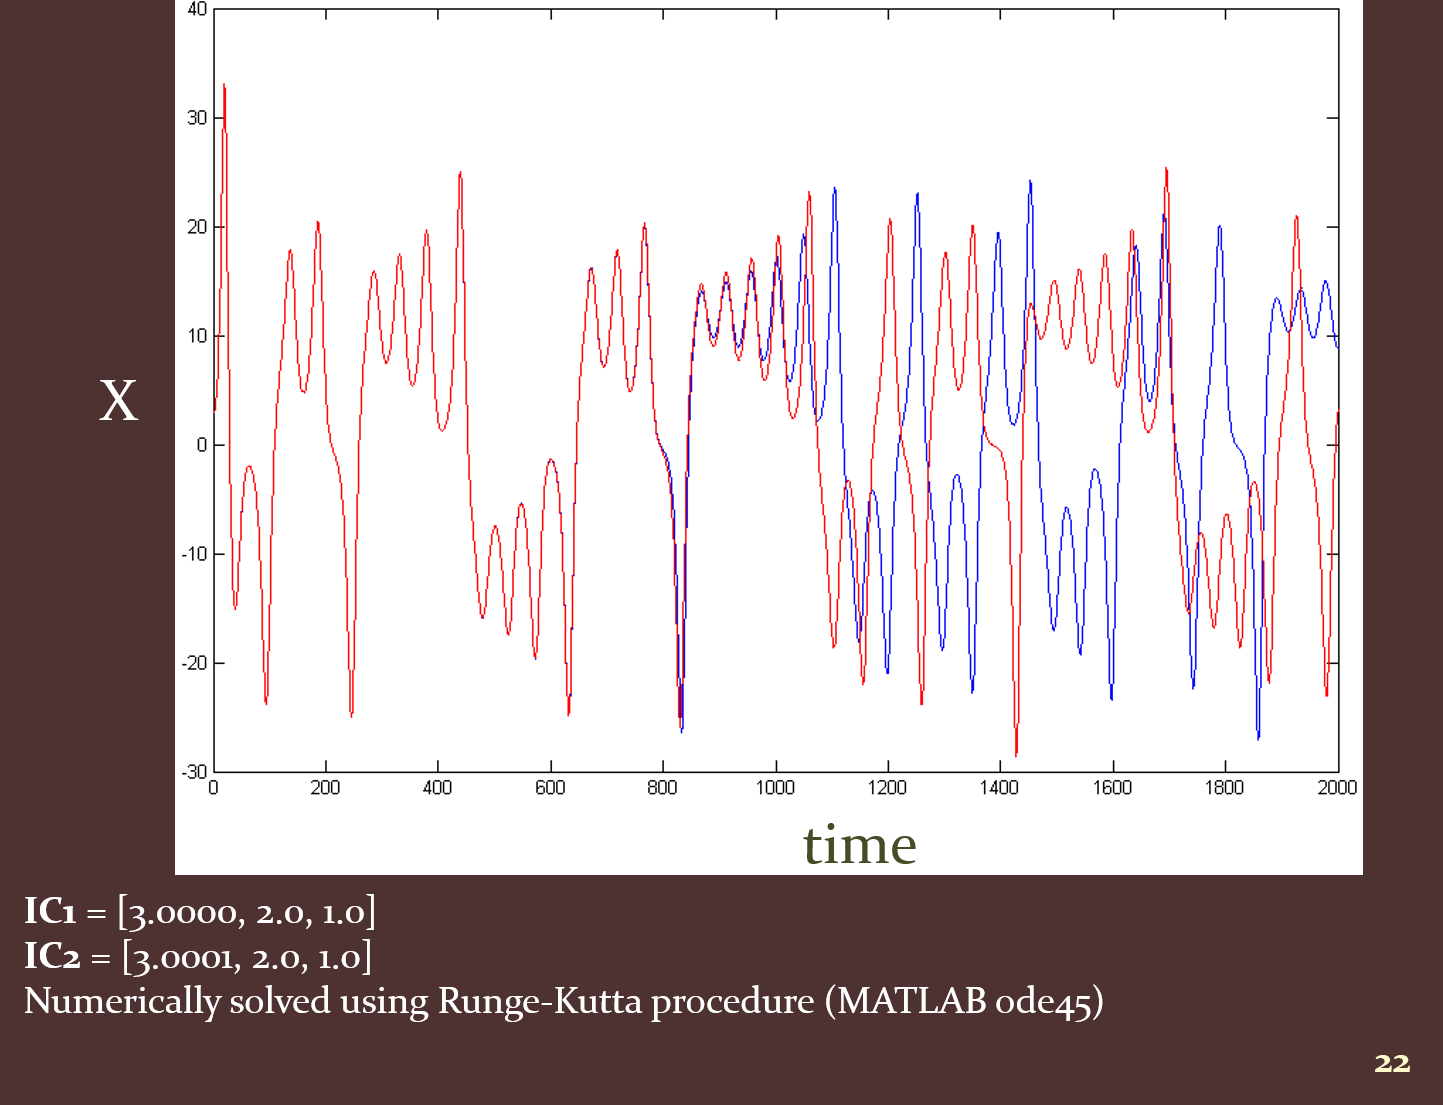 40
30
20
10
0
-10
-20
-30
X
0 200 400 600 800 1000 1200 1400 1600 1800 2000
time
IC1 = [3.0000, 2.0, 1.0]
IC2 = [3.0001, 2.0, 1.0]
Numerically solved using Runge-Kutta procedure (MATLAB ode45)
22